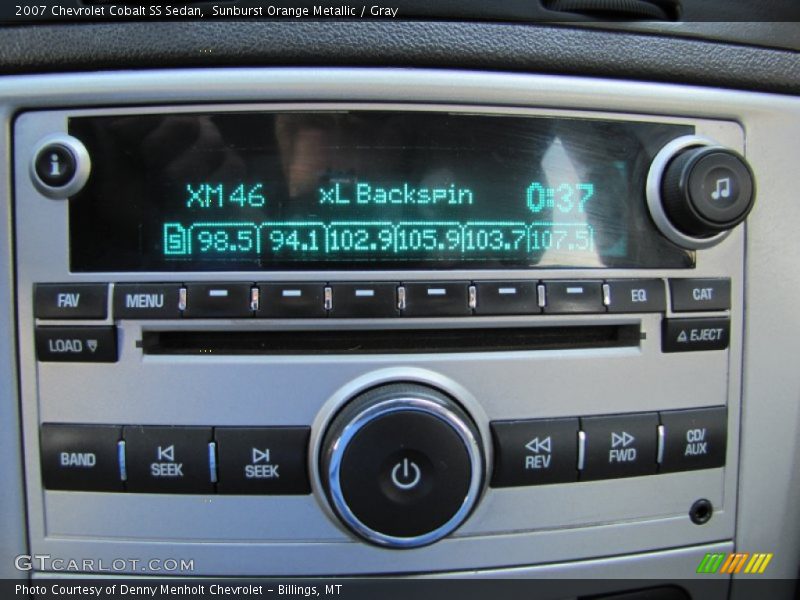 2007 Chevrolet Cobalt SS Sedan, Sunburst Orange Metallic / Gray
i
XM 46 xL Backspin 0:37
S 98.5 94.1 102.9 105.9 103.7 107.5
FAV MENU EQ CAT
LOAD EJECT
BAND SEEK SEEK REV FWD CD/AUX
GTCARLOT.COM
Photo Courtesy of Denny Menholt Chevrolet – Billings, MT